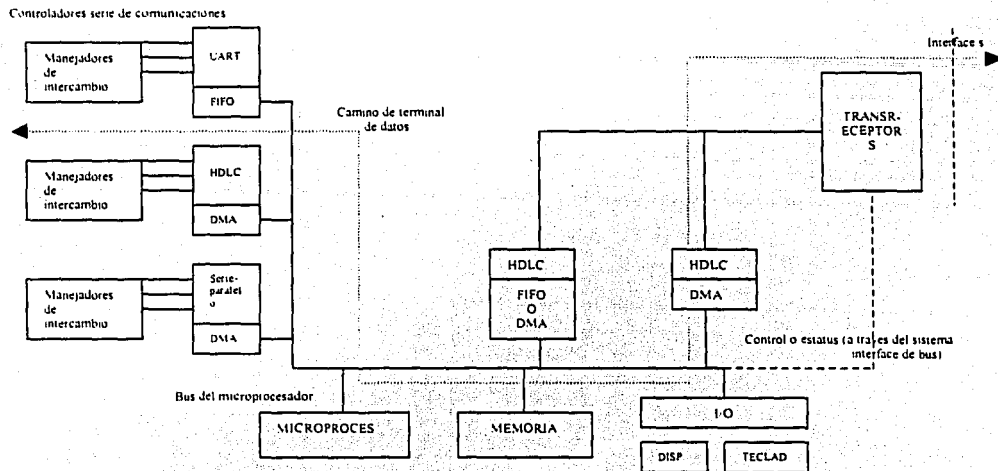 Controladores serie de comunicaciones
Manejadores
de
intercambio
UART
FIFO
Interface s
TRANSR-
ECEPTOR
S
Camino de terminal
de datos
Manejadores
de
intercambio
HDLC
DMA
Manejadores
de
intercambio
Serie-
paralel
o
DMA
HDLC
FIFO
O
DMA
HDLC
DMA
Control o estatus (a traves del sistema
interface de bus)
Bus del microprocesador
MICROPROCES
MEMORIA
I/O
DISP
TECLAD